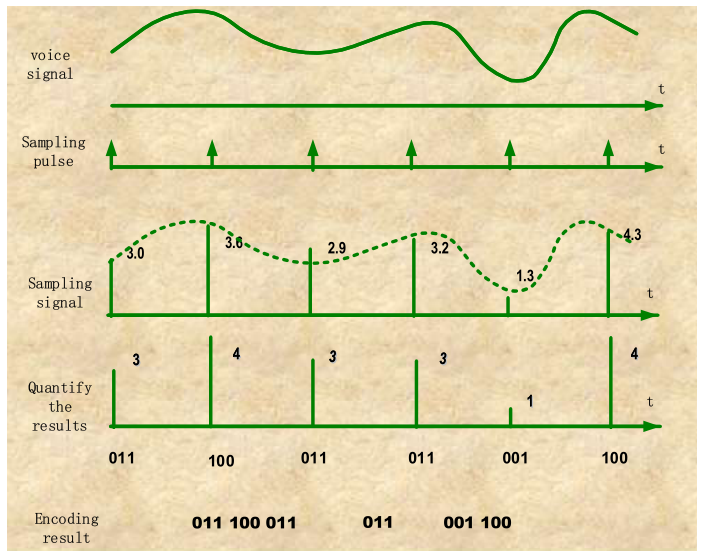 voice
signal
t
Sampling
pulse
t
3.0
3.6
2.9
3.2
1.3
4.3
Sampling
signal
t
3
4
3
3
1
4
Quantify
the
results
t
011
100
011
011
001
100
Encoding
result
011 100 011 011 001 100